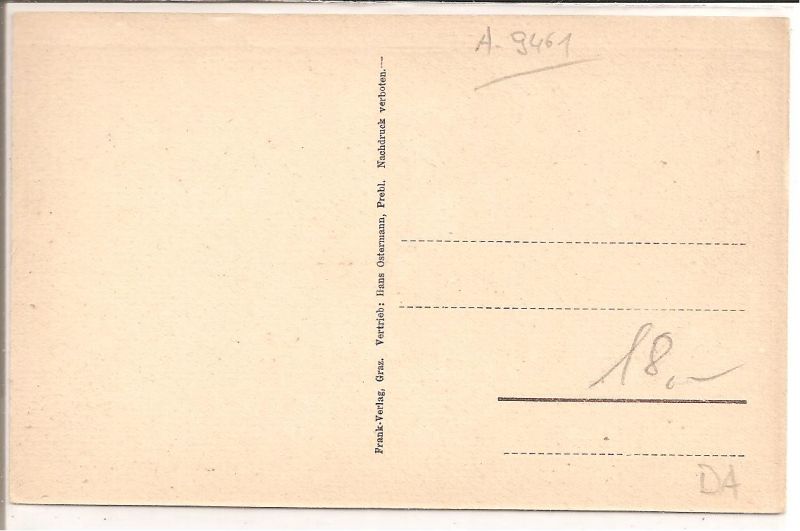 A-9461
Frank-Verlag, Graz. Vertrieb: Hans Ostermann, Prebl. Nachdruck verboten.—
18,—
DA